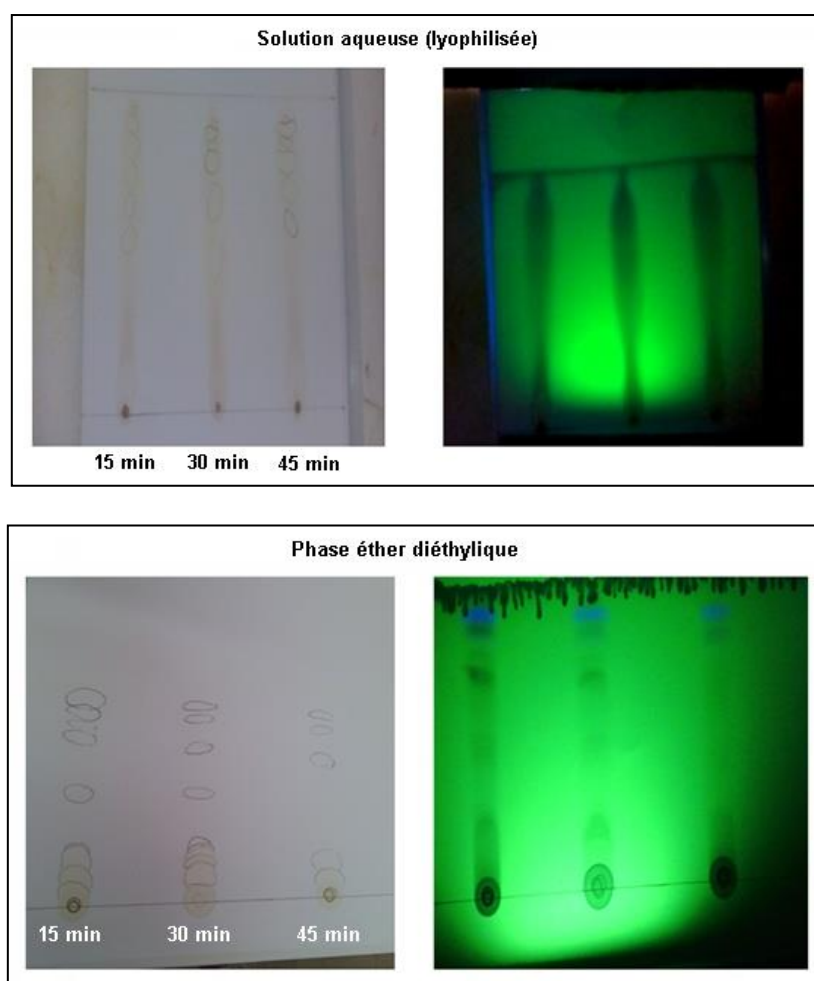 Solution aqueuse (lyophilisée)
15 min 30 min 45 min
Phase éther diéthylique
15 min 30 min 45 min